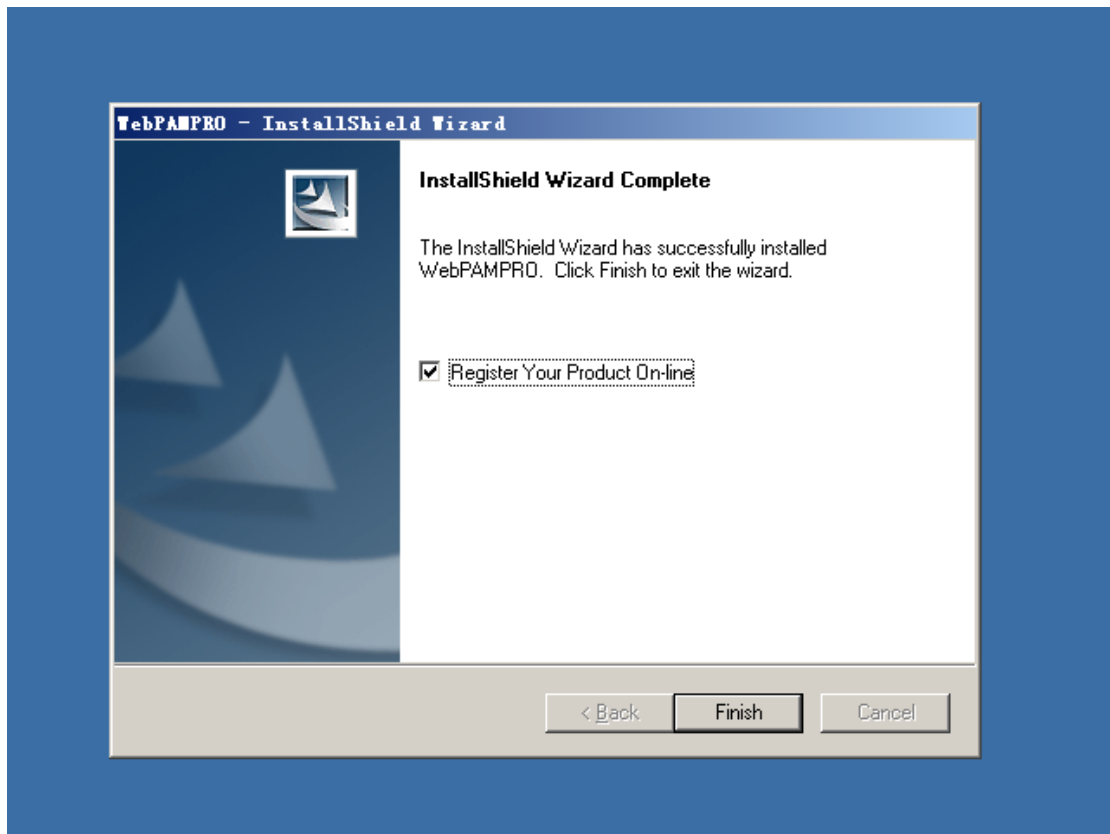 WebPAMPRO - InstallShield Wizard
InstallShield Wizard Complete
The InstallShield Wizard has successfully installed
WebPAMPRO. Click Finish to exit the wizard.
Register Your Product On-line
< Back
Finish
Cancel